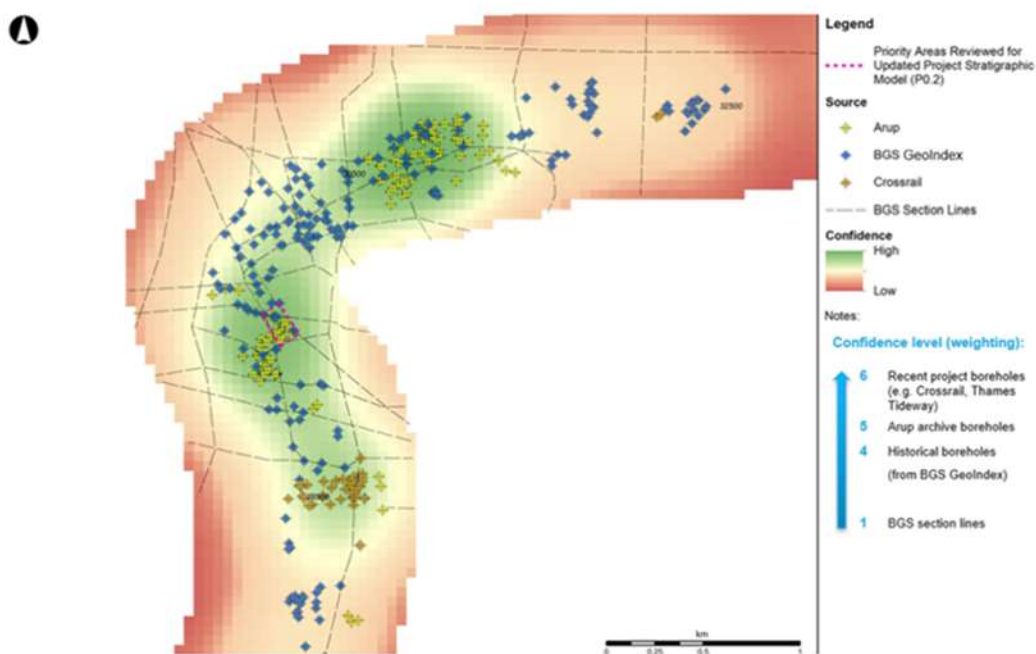 Legend
Priority Areas Reviewed for
Updated Project Stratigraphic
Model (P0.2)
Source
Arup
BGS GeoIndex
Crossrail
BGS Section Lines
Confidence
High
Low
Notes:
Confidence level (weighting):
6 Recent project boreholes
(e.g. Crossrail, Thames
Tideway)
5 Arup archive boreholes
4 Historical boreholes
(from BGS GeoIndex)
1 BGS section lines
32500
km
0 0.25 0.5 1